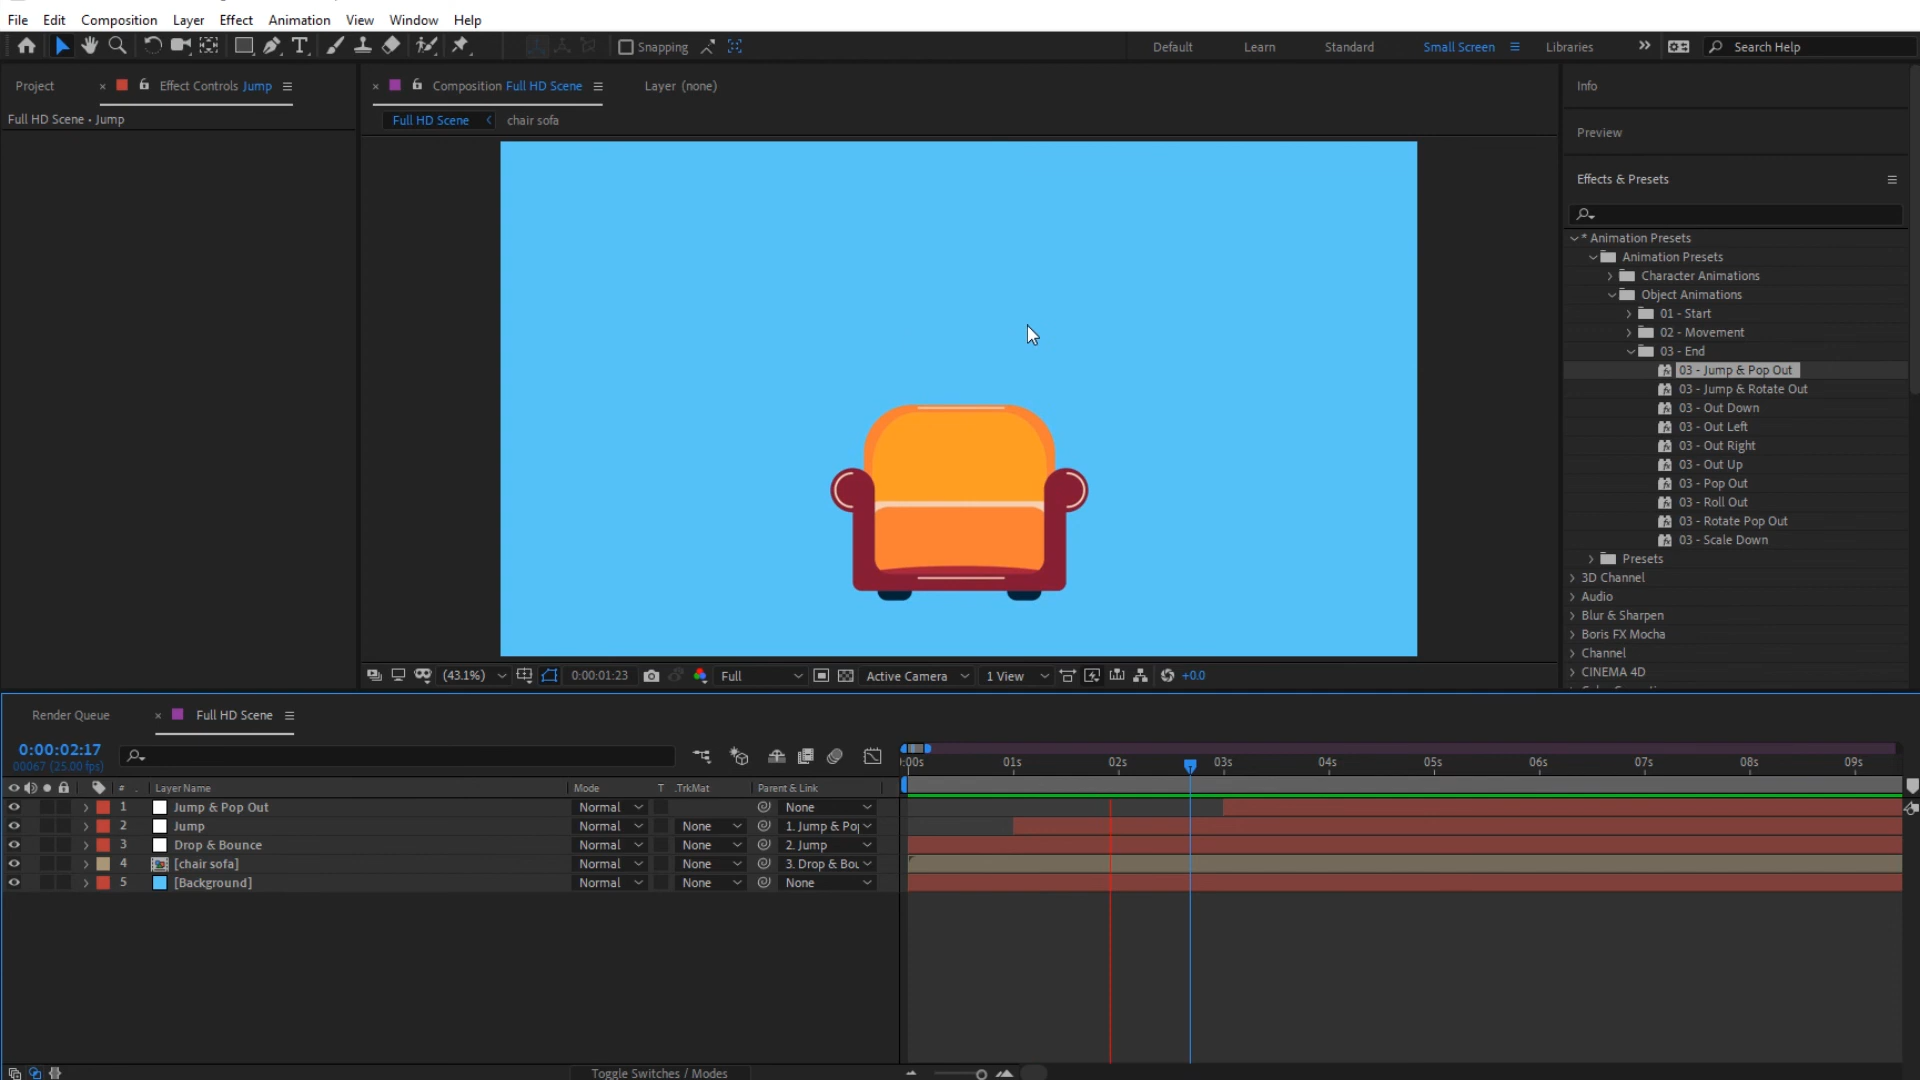 File Edit Composition Layer Effect Animation View Window Help
Snapping Default Learn Standard Small Screen Libraries Search Help
Project Effect Controls Jump Composition Full HD Scene Layer (none) Info
Full HD Scene • Jump Full HD Scene chair sofa
Preview
Effects & Presets
* Animation Presets
Animation Presets
Character Animations
Object Animations
01 - Start
02 - Movement
03 - End
03 - Jump & Pop Out
03 - Jump & Rotate Out
03 - Out Down
03 - Out Left
03 - Out Right
03 - Out Up
03 - Pop Out
03 - Roll Out
03 - Rotate Pop Out
03 - Scale Down
Presets
3D Channel
Audio
Blur & Sharpen
Boris FX Mocha
Channel
CINEMA 4D
(43.1%) 0:00:01:23 Full Active Camera 1 View +0.0
Render Queue Full HD Scene
0:00:02:17
00067 (25.00 fps)
:00s 01s 02s 03s 04s 05s 06s 07s 08s 09s
# Layer Name Mode T .TrkMat Parent & Link
1 Jump & Pop Out Normal None
2 Jump Normal None 1. Jump & Po
3 Drop & Bounce Normal None 2. Jump
4 [chair sofa] Normal None 3. Drop & Bou
5 [Background] Normal None None
Toggle Switches / Modes